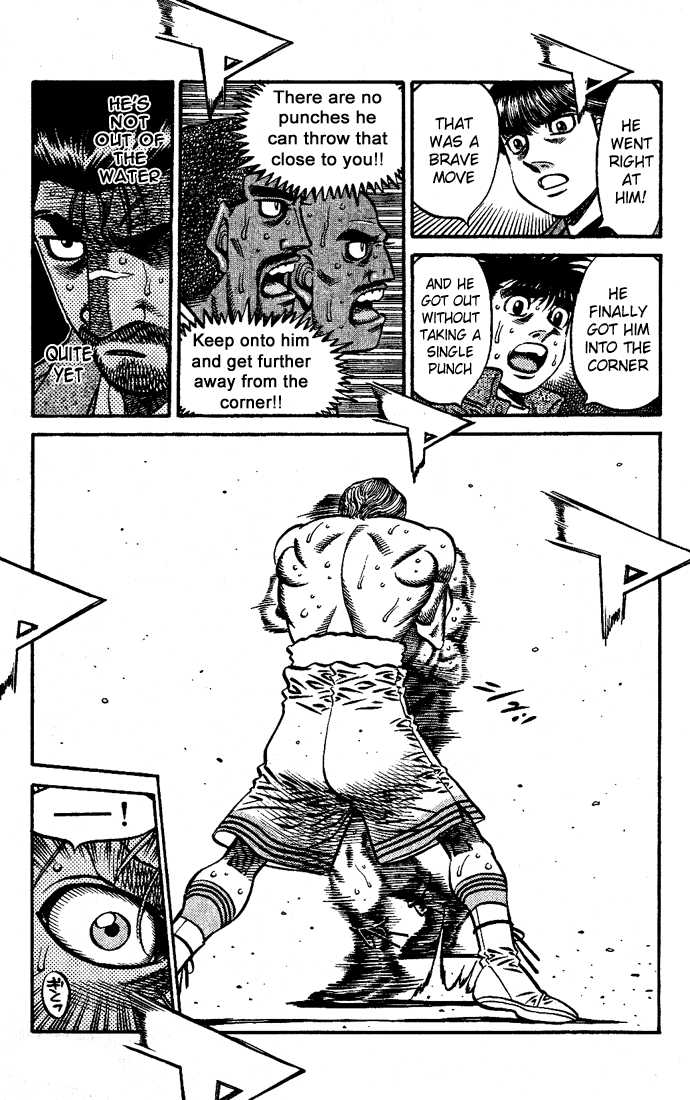 HE
WENT
RIGHT
AT
HIM!
THAT
WAS A
BRAVE
MOVE
HE
FINALLY
GOT HIM
INTO THE
CORNER
AND HE
GOT OUT
WITHOUT
TAKING A
SINGLE
PUNCH
There are no
punches he
can throw that
close to you!!
Keep onto him
and get further
away from the
corner!!
HE'S
NOT
OUT OF
THE
WATER
QUITE
YET
—!